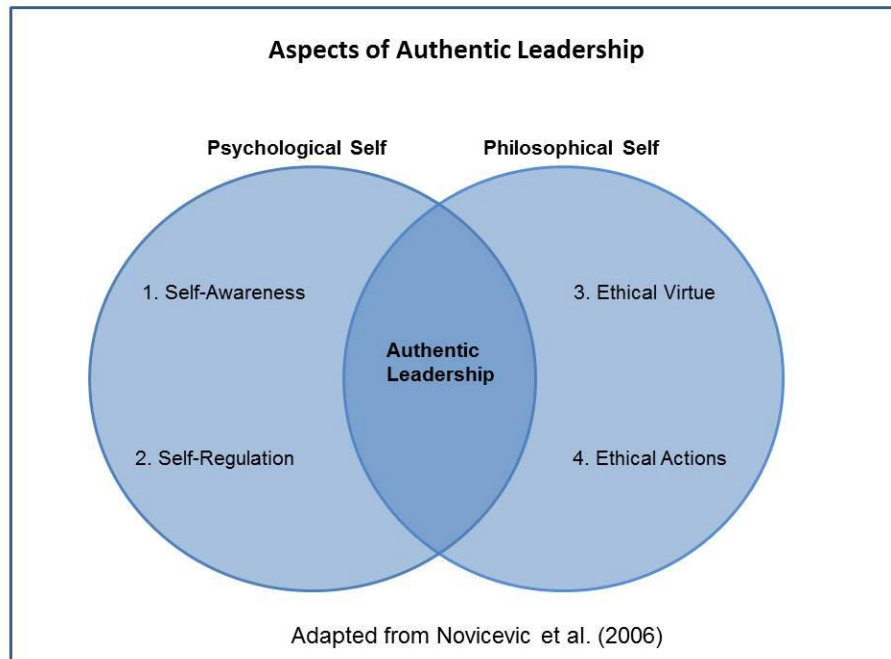 Aspects of Authentic Leadership
Psychological Self
Philosophical Self
1. Self-Awareness
3. Ethical Virtue
Authentic
Leadership
2. Self-Regulation
4. Ethical Actions
Adapted from Novicevic et al. (2006)